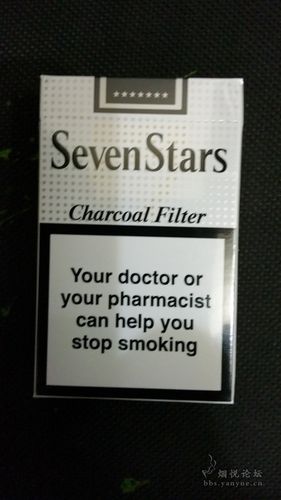 ★★★★★★★
SevenStars
Charcoal Filter
Your doctor or
your pharmacist
can help you
stop smoking
烟悦论坛
bbs.yanyue.cn